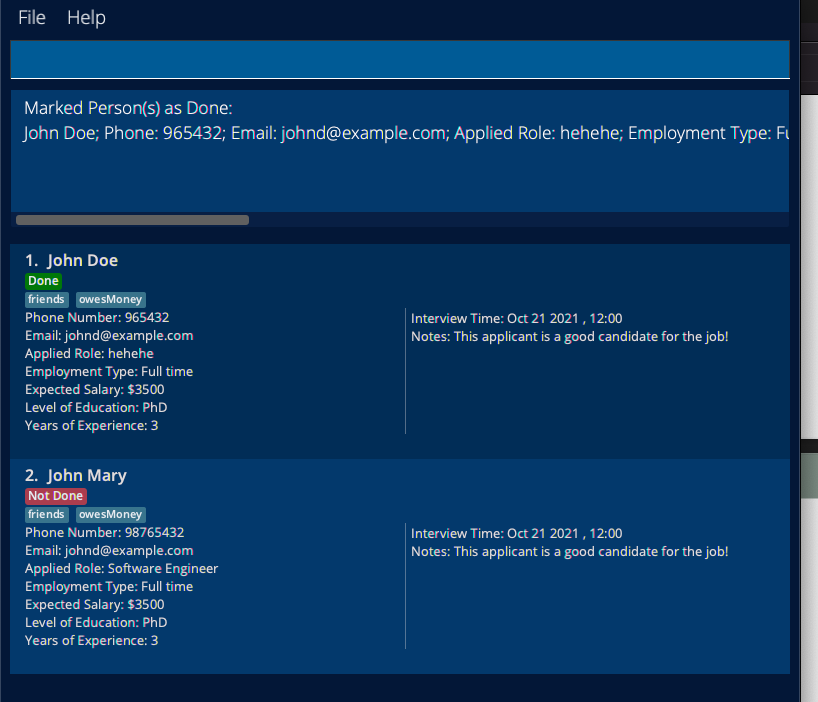 File Help
Marked Person(s) as Done:
John Doe; Phone: 965432; Email: johnd@example.com; Applied Role: hehehe; Employment Type: Fu
1. John Doe
Done
friends owesMoney
Phone Number: 965432
Email: johnd@example.com
Applied Role: hehehe
Employment Type: Full time
Expected Salary: $3500
Level of Education: PhD
Years of Experience: 3
Interview Time: Oct 21 2021 , 12:00
Notes: This applicant is a good candidate for the job!
2. John Mary
Not Done
friends owesMoney
Phone Number: 98765432
Email: johnd@example.com
Applied Role: Software Engineer
Employment Type: Full time
Expected Salary: $3500
Level of Education: PhD
Years of Experience: 3
Interview Time: Oct 21 2021 , 12:00
Notes: This applicant is a good candidate for the job!